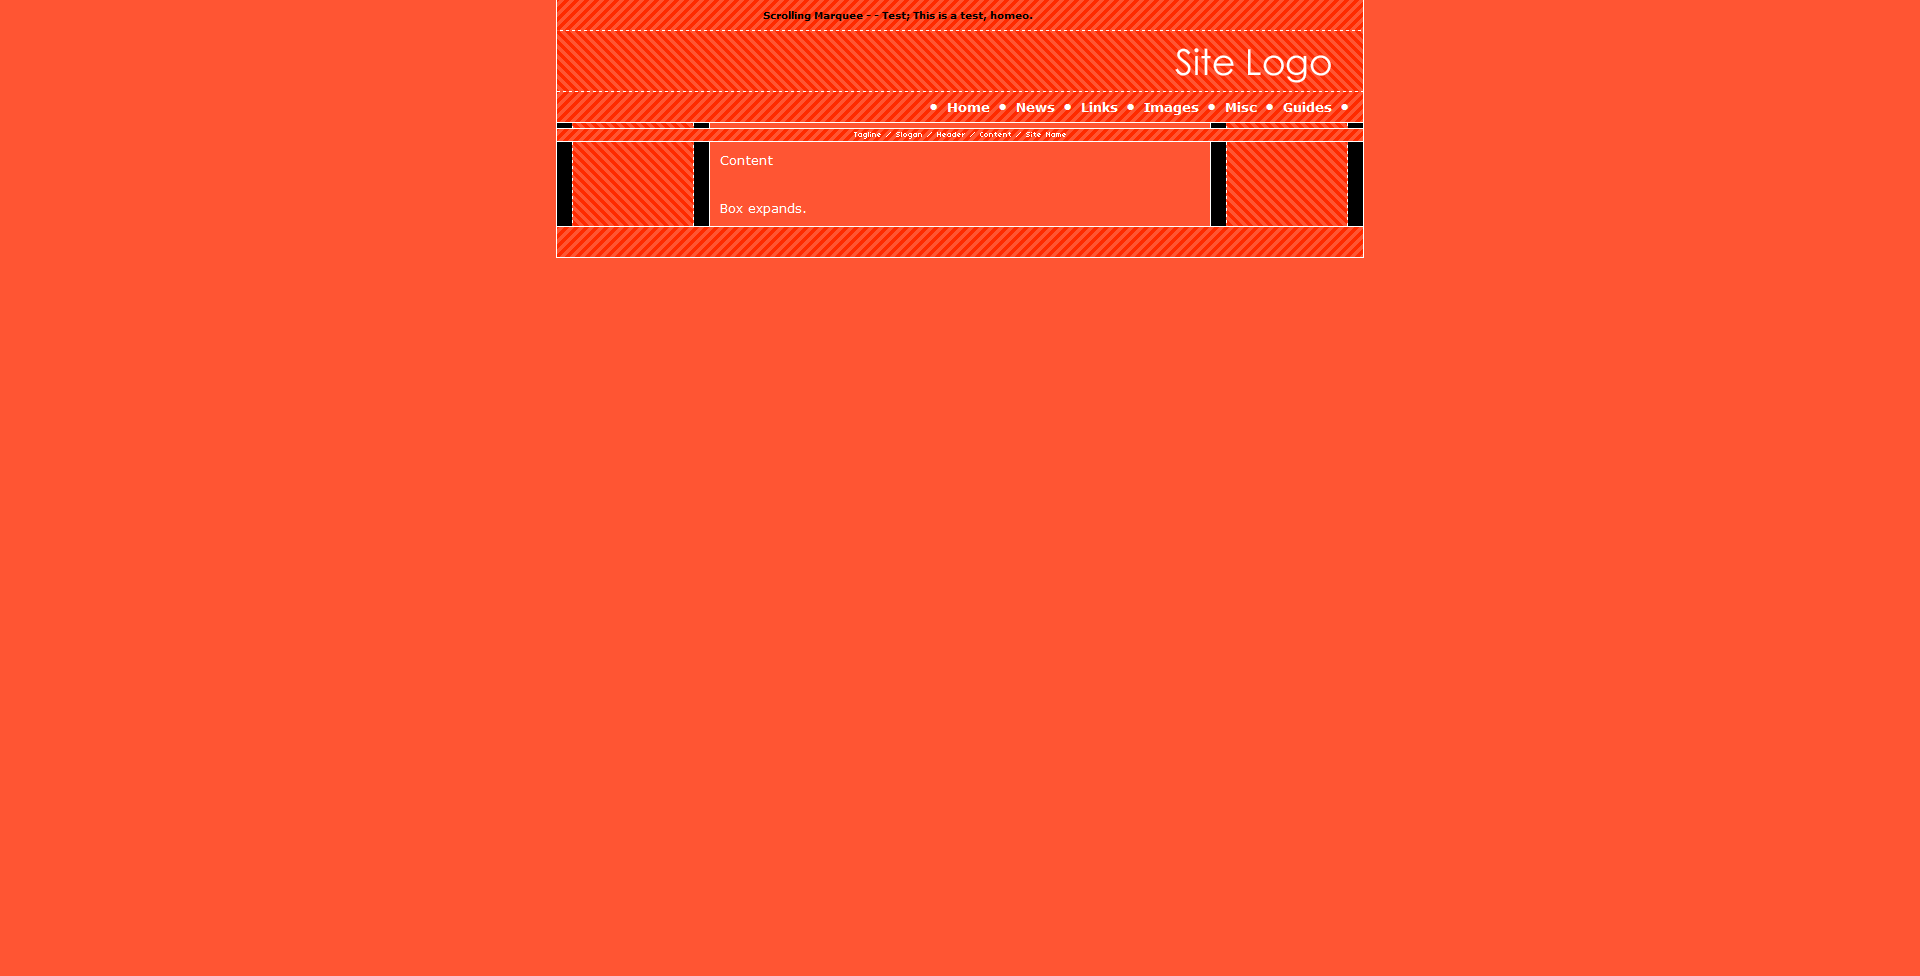 Scrolling Marquee - - Test; This is a test, homeo.
Site Logo
• Home • News • Links • Images • Misc • Guides •
Tagline / Slogan / Header / Content / Site Name
Content
Box expands.